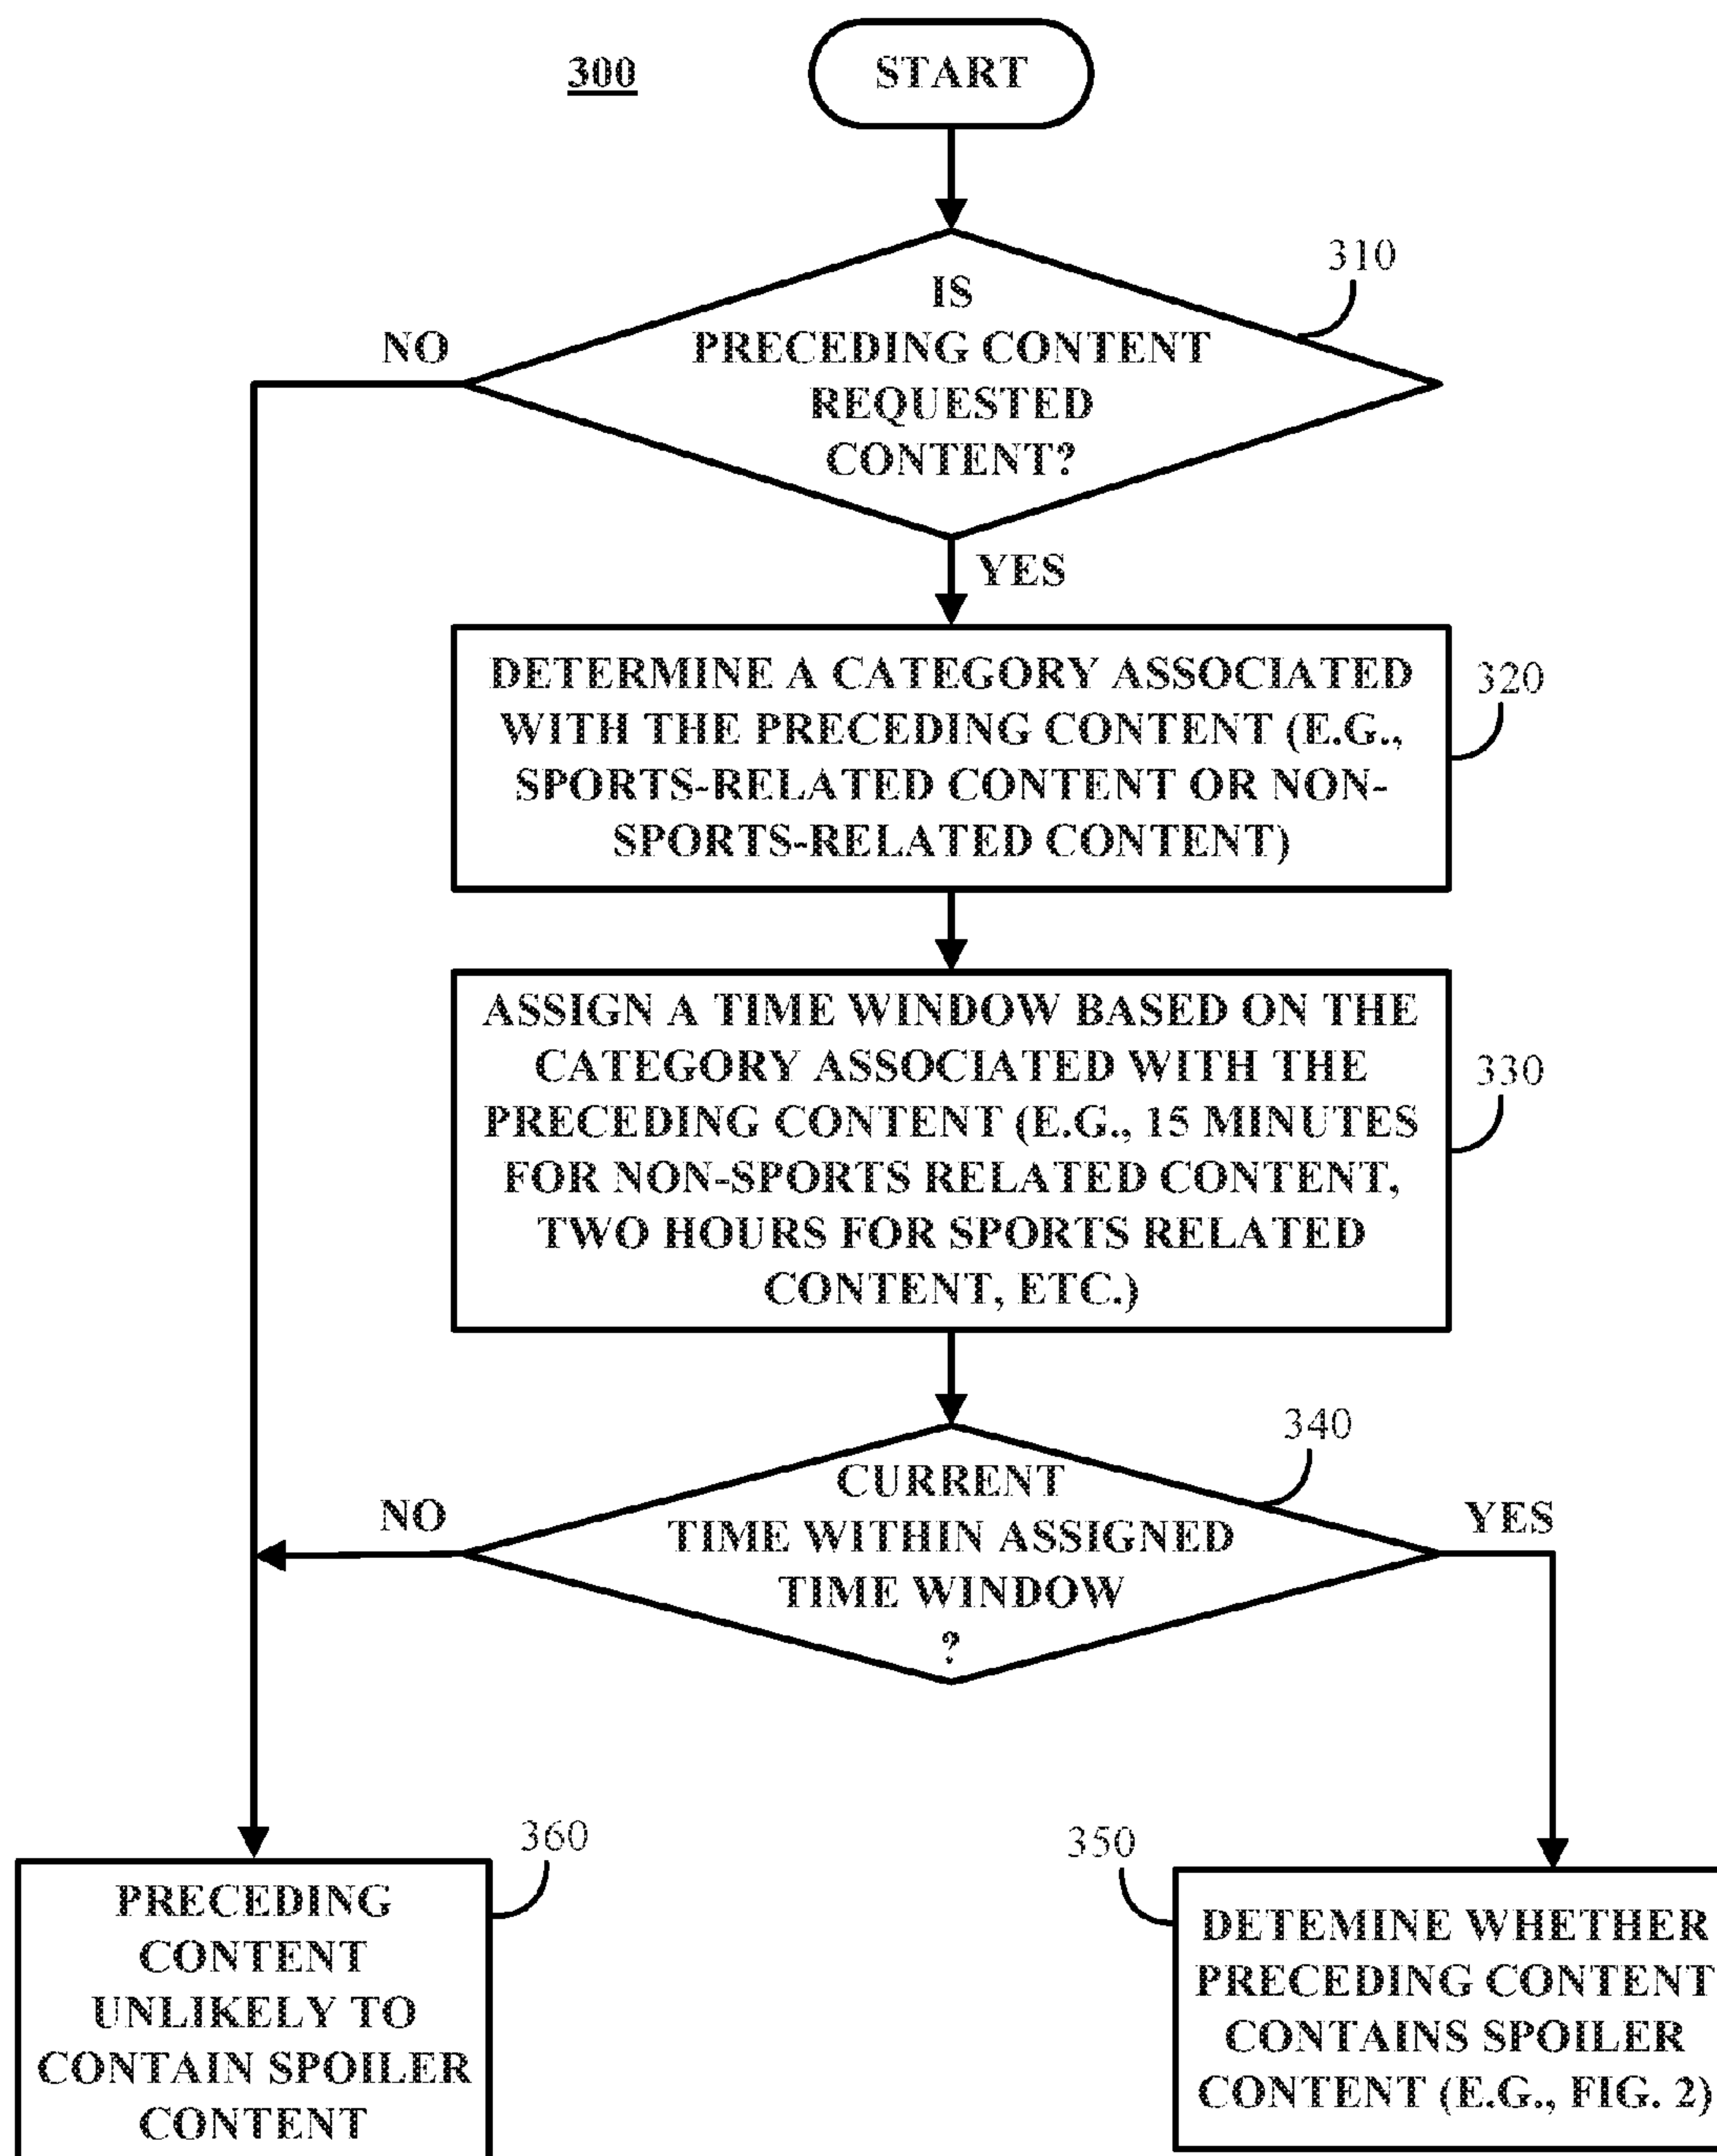 300
START
310
IS
PRECEDING CONTENT
REQUESTED
CONTENT?
NO
YES
DETERMINE A CATEGORY ASSOCIATED
WITH THE PRECEDING CONTENT (E.G.,
SPORTS-RELATED CONTENT OR NON-
SPORTS-RELATED CONTENT)
320
ASSIGN A TIME WINDOW BASED ON THE
CATEGORY ASSOCIATED WITH THE
PRECEDING CONTENT (E.G., 15 MINUTES
FOR NON-SPORTS RELATED CONTENT,
TWO HOURS FOR SPORTS RELATED
CONTENT, ETC.)
330
340
CURRENT
TIME WITHIN ASSIGNED
TIME WINDOW
?
NO
YES
360
PRECEDING
CONTENT
UNLIKELY TO
CONTAIN SPOILER
CONTENT
350
DETEMINE WHETHER
PRECEDING CONTENT
CONTAINS SPOILER
CONTENT (E.G., FIG. 2)